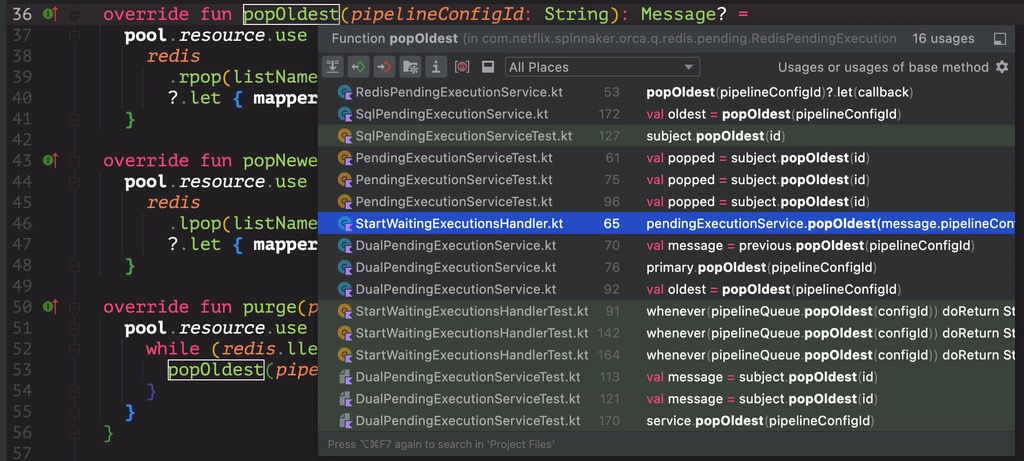 36 override fun popOldest(pipelineConfigId: String): Message? =
37 pool.resource.use
38 redis
39 .rpop(listName
40 ?.let { mapper
41 }
42
43 override fun popNewe
44 pool.resource.use
45 redis
46 .lpop(listName
47 ?.let { mapper
48 }
49
50 override fun purge(p
51 pool.resource.use
52 while (redis.lle
53 popOldest(pipe
54 }
55 }
56 }
57
Function popOldest (in com.netflix.spinnaker.orca.q.redis.pending.RedisPendingExecution 16 usages
All Places Usages or usages of base method
RedisPendingExecutionService.kt 53 popOldest(pipelineConfigId)?.let(callback)
SqlPendingExecutionService.kt 172 val oldest = popOldest(pipelineConfigId)
SqlPendingExecutionServiceTest.kt 127 subject.popOldest(id)
PendingExecutionServiceTest.kt 61 val popped = subject.popOldest(id)
PendingExecutionServiceTest.kt 75 val popped = subject.popOldest(id)
PendingExecutionServiceTest.kt 96 val popped = subject.popOldest(id)
StartWaitingExecutionsHandler.kt 65 pendingExecutionService.popOldest(message.pipelineCon
DualPendingExecutionService.kt 70 val message = previous.popOldest(pipelineConfigId)
DualPendingExecutionService.kt 76 primary.popOldest(pipelineConfigId)
DualPendingExecutionService.kt 92 val oldest = popOldest(pipelineConfigId)
StartWaitingExecutionsHandlerTest.kt 91 whenever(pipelineQueue.popOldest(configId)) doReturn St
StartWaitingExecutionsHandlerTest.kt 142 whenever(pipelineQueue.popOldest(configId)) doReturn St
StartWaitingExecutionsHandlerTest.kt 164 whenever(pipelineQueue.popOldest(configId)) doReturn St
DualPendingExecutionServiceTest.kt 113 val message = subject.popOldest(id)
DualPendingExecutionServiceTest.kt 121 val message = subject.popOldest(id)
DualPendingExecutionServiceTest.kt 170 service.popOldest(pipelineConfigId)
Press ⌥⌘F7 again to search in 'Project Files'